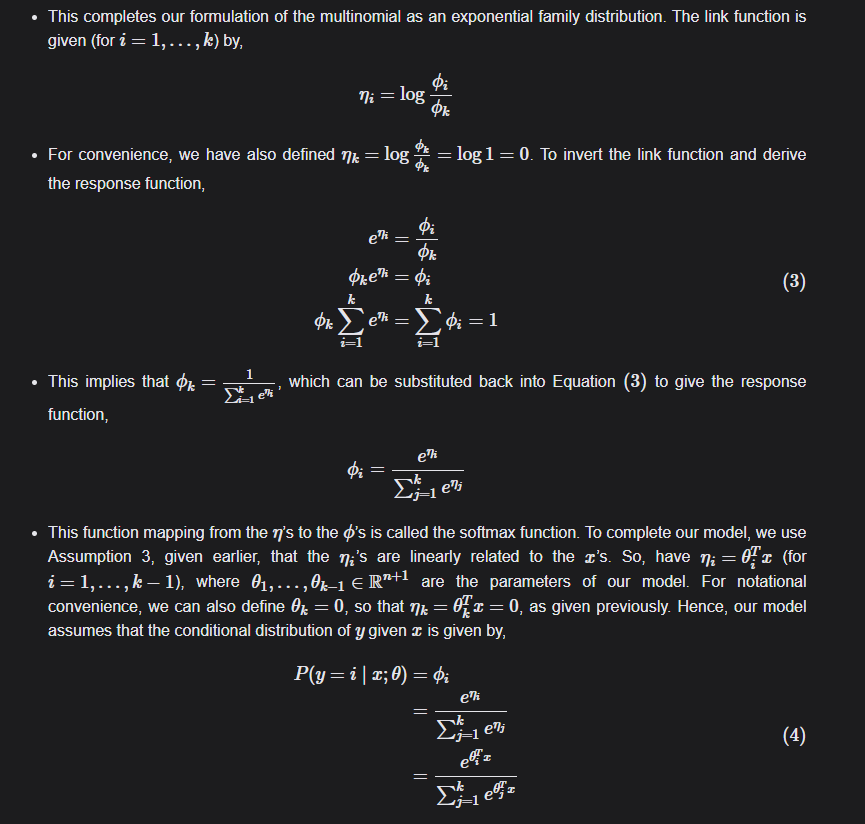 • This completes our formulation of the multinomial as an exponential family distribution. The link function is
given (for i = 1, . . . , k) by,
η_i = log ϕ_i/ϕ_k
• For convenience, we have also defined η_k = log ϕ_k/ϕ_k = log 1 = 0. To invert the link function and derive
the response function,
e^{η_i} = ϕ_i/ϕ_k
ϕ_k e^{η_i} = ϕ_i (3)
ϕ_k ∑_{i=1}^{k} e^{η_i} = ∑_{i=1}^{k} ϕ_i = 1
• This implies that ϕ_k = 1/∑_{i=1}^{k} e^{η_i}, which can be substituted back into Equation (3) to give the response
function,
ϕ_i = e^{η_i}/∑_{j=1}^{k} e^{η_j}
• This function mapping from the η's to the ϕ's is called the softmax function. To complete our model, we use
Assumption 3, given earlier, that the η_i's are linearly related to the x's. So, have η_i = θ_i^T x (for
i = 1, . . . , k − 1), where θ_1, . . . , θ_{k−1} ∈ ℝ^{n+1} are the parameters of our model. For notational
convenience, we can also define θ_k = 0, so that η_k = θ_k^T x = 0, as given previously. Hence, our model
assumes that the conditional distribution of y given x is given by,
P(y = i | x; θ) = ϕ_i
= e^{η_i}/∑_{j=1}^{k} e^{η_j} (4)
= e^{θ_i^T x}/∑_{j=1}^{k} e^{θ_j^T x}